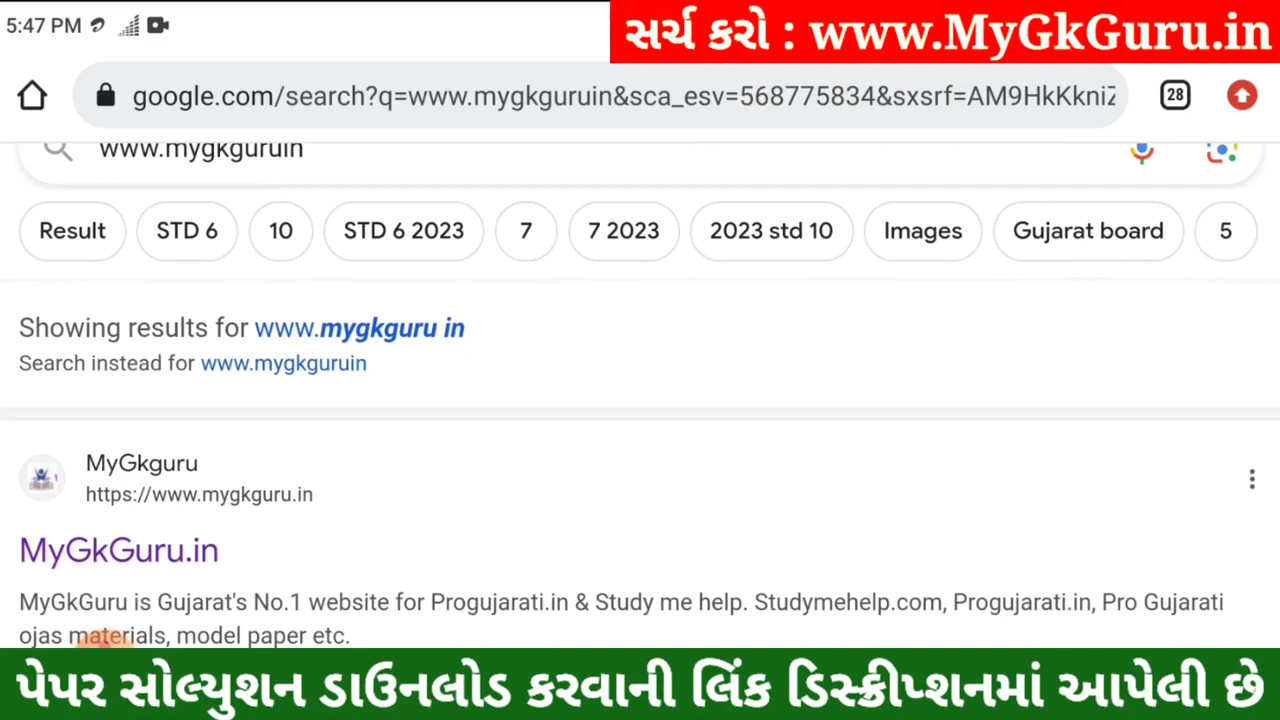 5:47 PM
સર્ચ કરો : www.MyGkGuru.in
google.com/search?q=www.mygkguruin&sca_esv=568775834&sxsrf=AM9HkKkniZ
28
www.mygkguruin
Result STD 6 10 STD 6 2023 7 7 2023 2023 std 10 Images Gujarat board 5
Showing results for www.mygkguru in
Search instead for www.mygkguruin
MyGkguru
https://www.mygkguru.in
MyGkGuru.in
MyGkGuru is Gujarat's No.1 website for Progujarati.in & Study me help. Studymehelp.com, Progujarati.in, Pro Gujarati
ojas materials, model paper etc.
પેપર સોલ્યુશન ડાઉનલોડ કરવાની લિંક ડિસ્ક્રીપ્શનમાં આપેલી છે